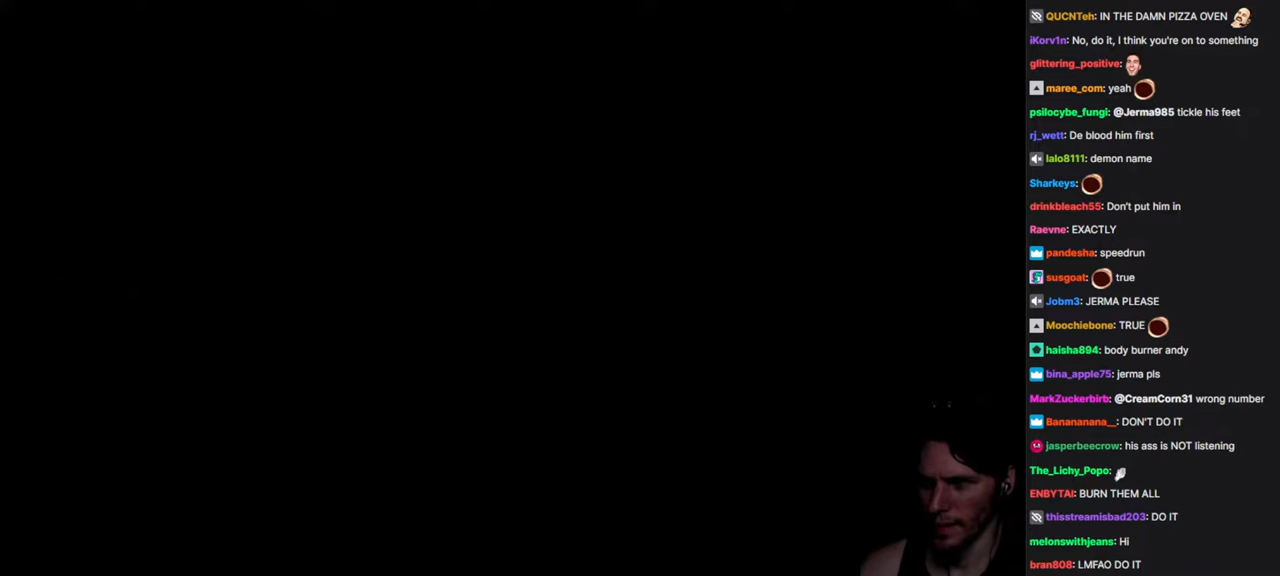 QUCNTeh: IN THE DAMN PIZZA OVEN
iKorv1n: No, do it, I think you're on to something
glittering_positive:
maree_com: yeah
psilocybe_fungi: @Jerma985 tickle his feet
rj_wett: De blood him first
lalo8111: demon name
Sharkeys:
drinkbleach55: Don't put him in
Raevne: EXACTLY
pandesha: speedrun
susgoat: true
Jobm3: JERMA PLEASE
Moochiebone: TRUE
haisha894: body burner andy
bina_apple75: jerma pls
MarkZuckerbirb: @CreamCorn31 wrong number
Banananana__: DON'T DO IT
jasperbeecrow: his ass is NOT listening
The_Lichy_Popo:
ENBYTAI: BURN THEM ALL
thisstreamisbad203: DO IT
melonswithjeans: Hi
bran808: LMFAO DO IT